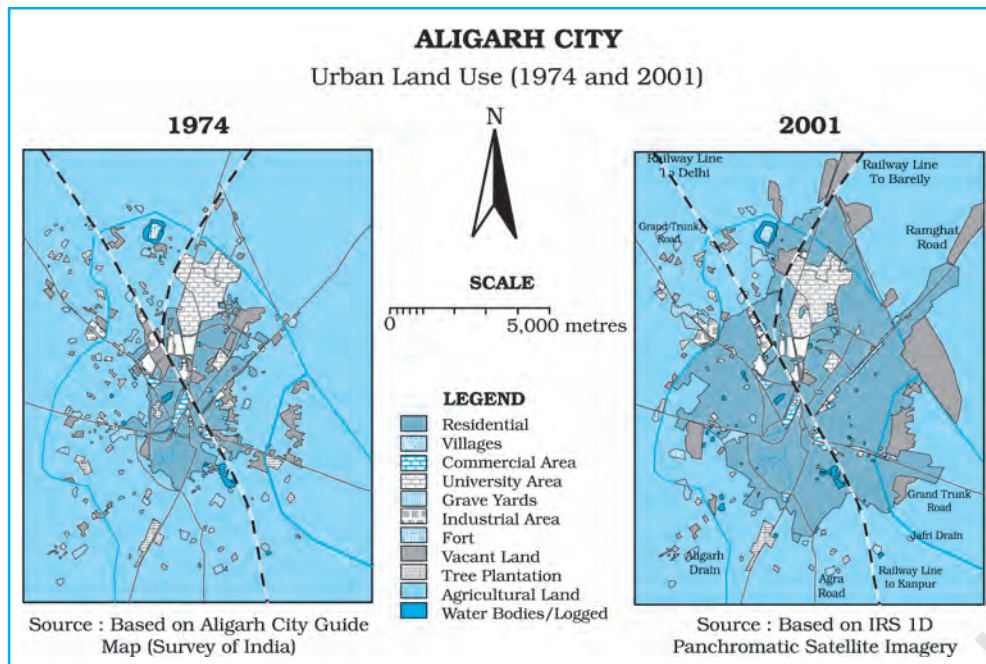 ALIGARH CITY
Urban Land Use (1974 and 2001)
1974
N
SCALE
0 5,000 metres
LEGEND
Residential
Villages
Commercial Area
University Area
Grave Yards
Industrial Area
Fort
Vacant Land
Tree Plantation
Agricultural Land
Water Bodies/Logged
2001
Railway Line
To Delhi
Railway Line
To Bareily
Grand Trunk
Road
Ramghat
Road
Grand Trunk
Road
Jafri Drain
Aligarh
Drain
Agra
Road
Railway Line
to Kanpur
Source : Based on Aligarh City Guide
Map (Survey of India)
Source : Based on IRS 1D
Panchromatic Satellite Imagery